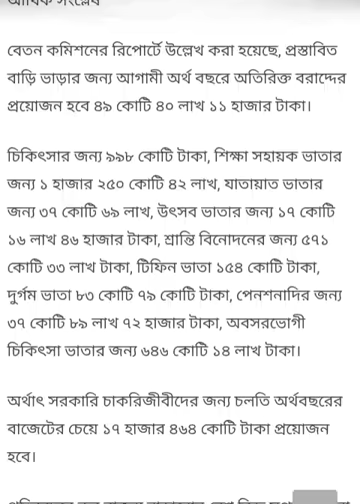 বেতন কমিশনের রিপোর্টে উল্লেখ করা হয়েছে, প্রস্তাবিত
বাড়ি ভাড়ার জন্য আগামী অর্থ বছরে অতিরিক্ত বরাদ্দের
প্রয়োজন হবে ৪৯ কোটি ৪০ লাখ ১১ হাজার টাকা।
চিকিৎসার জন্য ৯৯৮ কোটি টাকা, শিক্ষা সহায়ক ভাতার
জন্য ১ হাজার ২৫০ কোটি ৪২ লাখ, যাতায়াত ভাতার
জন্য ৩৭ কোটি ৬৯ লাখ, উৎসব ভাতার জন্য ১৭ কোটি
১৬ লাখ ৪৬ হাজার টাকা, শ্রান্তি বিনোদনের জন্য ৫৭১
কোটি ৩৩ লাখ টাকা, টিফিন ভাতা ১৫৪ কোটি টাকা,
দুর্গম ভাতা ৮৩ কোটি ৭৯ কোটি টাকা, পেনশনাদির জন্য
৩৭ কোটি ৮৯ লাখ ৭২ হাজার টাকা, অবসরভোগী
চিকিৎসা ভাতার জন্য ৬৪৬ কোটি ১৪ লাখ টাকা।
অর্থাৎ সরকারি চাকরিজীবীদের জন্য চলতি অর্থবছরের
বাজেটের চেয়ে ১৭ হাজার ৪৬৪ কোটি টাকা প্রয়োজন
হবে।